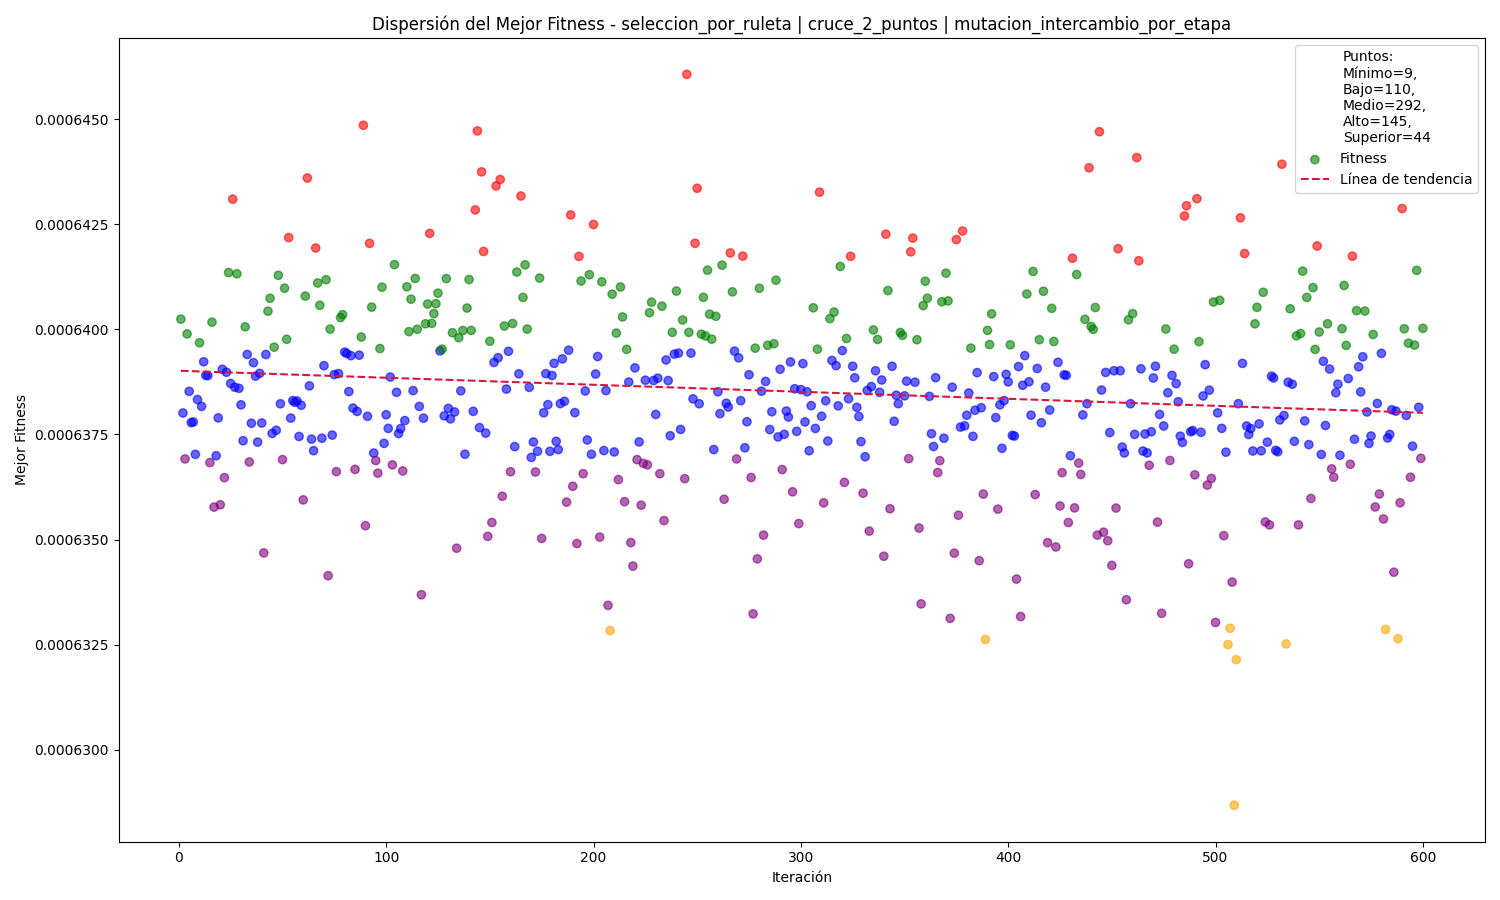 Dispersión del Mejor Fitness - seleccion_por_ruleta | cruce_2_puntos | mutacion_intercambio_por_etapa
Puntos:
Mínimo=9,
Bajo=110,
Medio=292,
Alto=145,
Superior=44
Fitness
Línea de tendencia
Mejor Fitness
0.0006450
0.0006425
0.0006400
0.0006375
0.0006350
0.0006325
0.0006300
0
100
200
300
400
500
600
Iteración